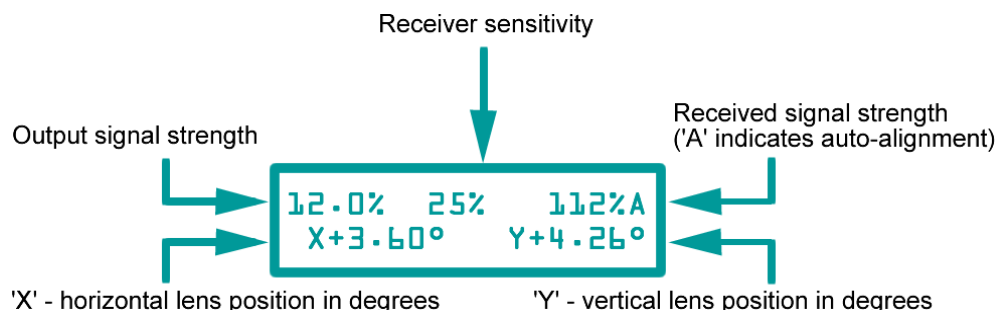 Receiver sensitivity
Output signal strength
Received signal strength
('A' indicates auto-alignment)
12.0% 25% 112%A
X+3.60° Y+4.26°
'X' - horizontal lens position in degrees
'Y' - vertical lens position in degrees